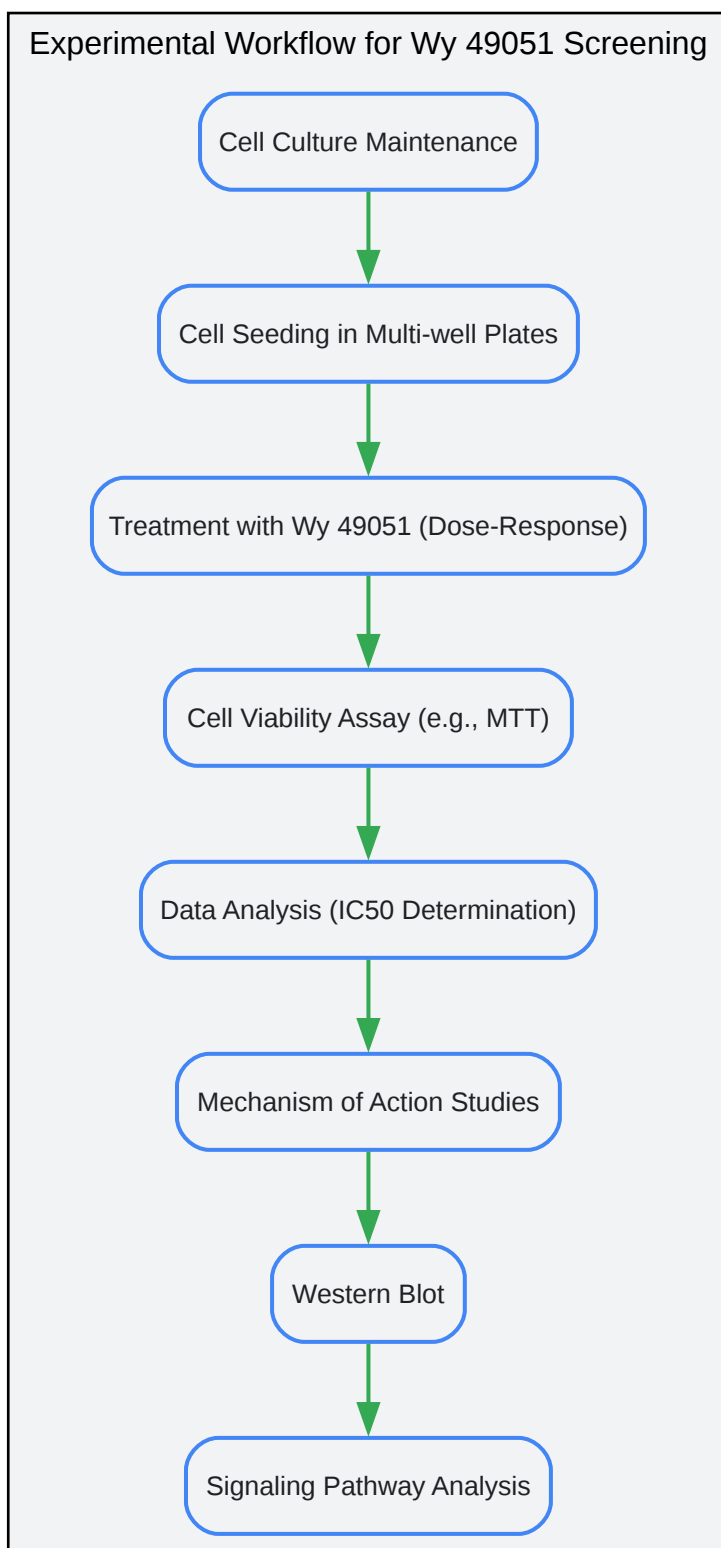 Experimental Workflow for Wy 49051 Screening
Cell Culture Maintenance
Cell Seeding in Multi-well Plates
Treatment with Wy 49051 (Dose-Response)
Cell Viability Assay (e.g., MTT)
Data Analysis (IC50 Determination)
Mechanism of Action Studies
Western Blot
Signaling Pathway Analysis